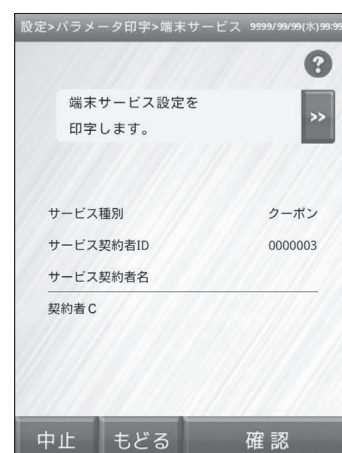 設定>パラメータ印字>端末サービス 9999/99/99(水)99:99
?
端末サービス設定を
印字します。
>>
サービス種別 クーポン
サービス契約者ID 0000003
サービス契約者名
契約者C
中止 もどる 確認